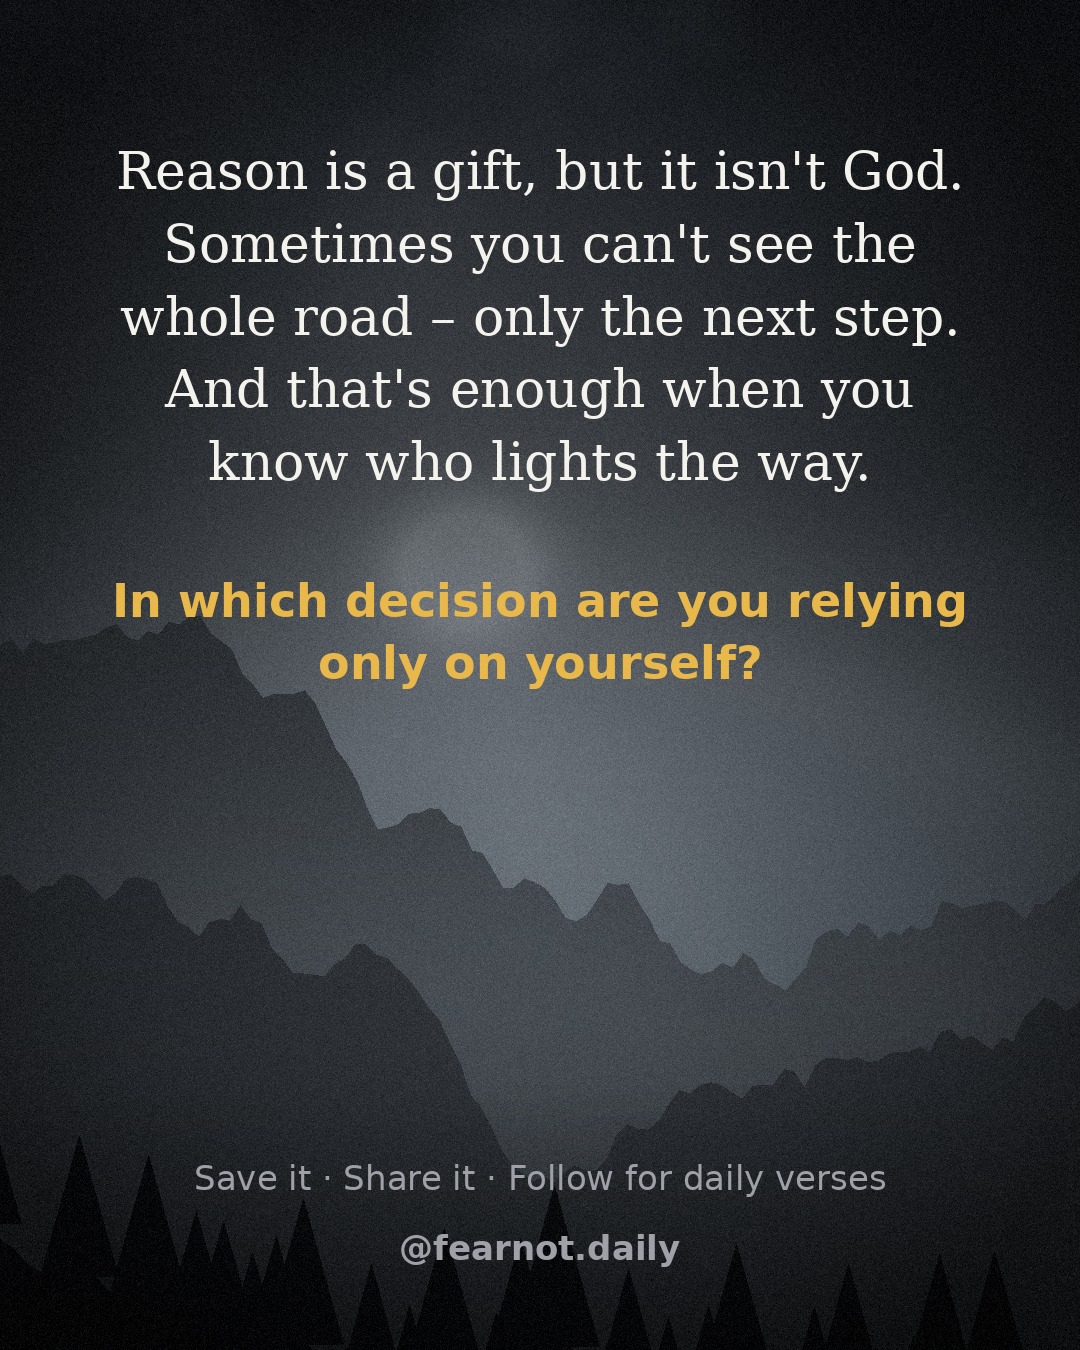 Reason is a gift, but it isn't God.
Sometimes you can't see the
whole road – only the next step.
And that's enough when you
know who lights the way.
In which decision are you relying
only on yourself?
Save it · Share it · Follow for daily verses
@fearnot.daily